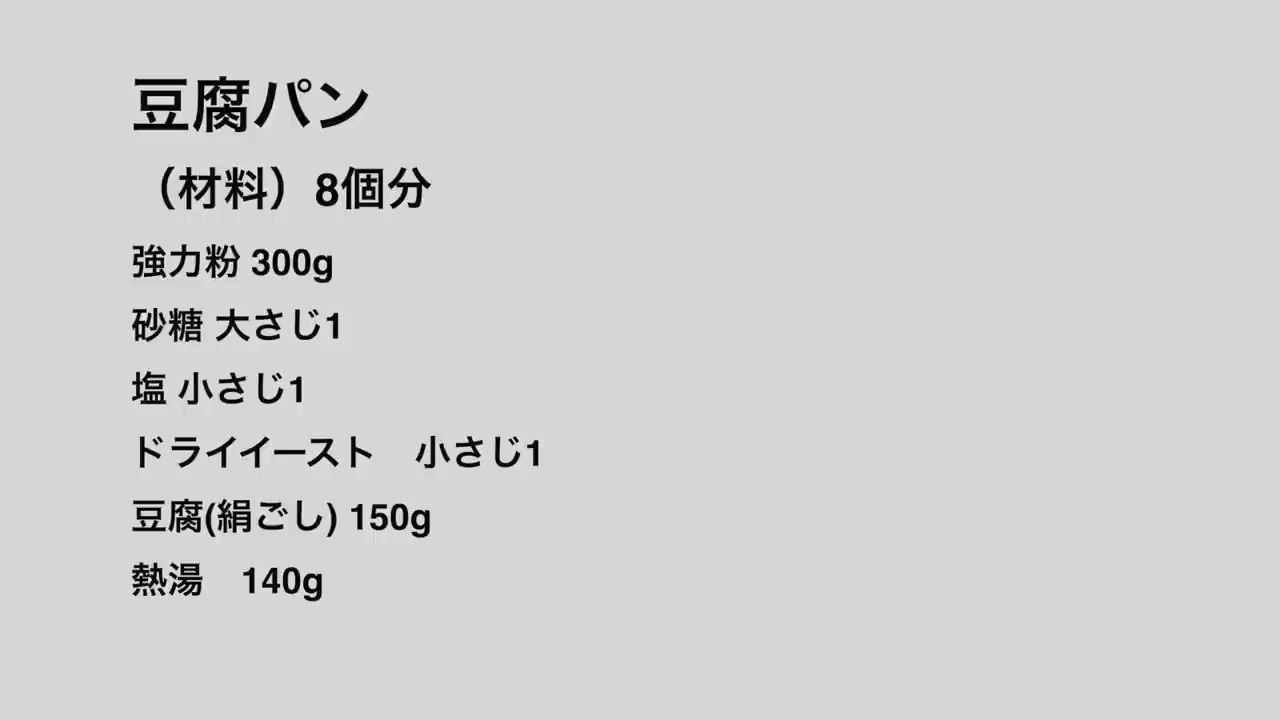 豆腐パン
（材料）8個分
強力粉 300g
砂糖 大さじ1
塩 小さじ1
ドライイースト　小さじ1
豆腐(絹ごし) 150g
熱湯　140g